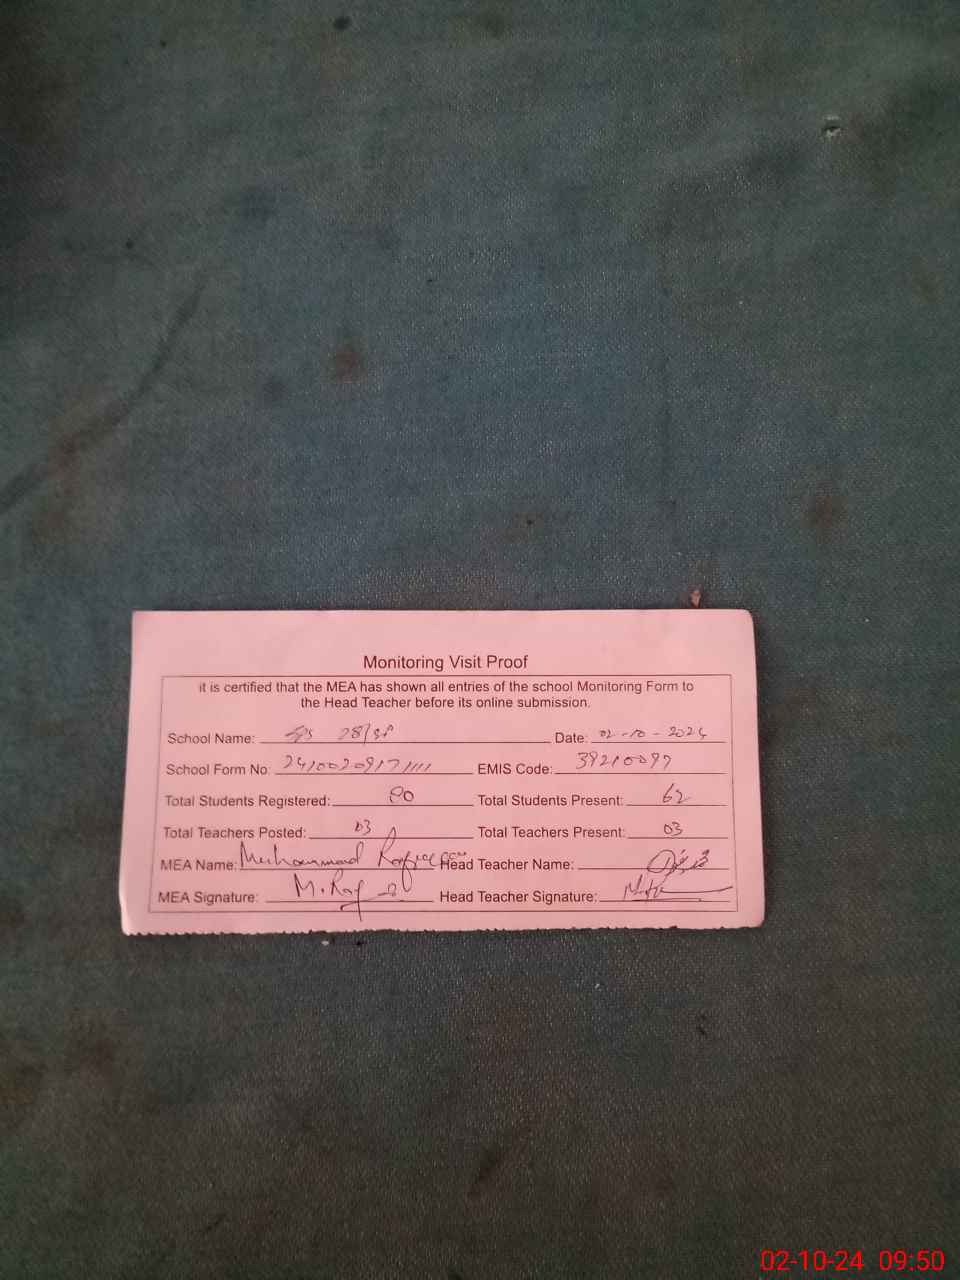 Monitoring Visit Proof
it is certified that the MEA has shown all entries of the school Monitoring Form to
the Head Teacher before its online submission.
School Name: 28/SP Date: 02-10-2024
School Form No: EMIS Code: 39210097
Total Students Registered: 80 Total Students Present: 62
Total Teachers Posted: 03 Total Teachers Present: 03
MEA Name: Muhammad Head Teacher Name:
MEA Signature: M. Raf Head Teacher Signature:
02-10-24 09:50